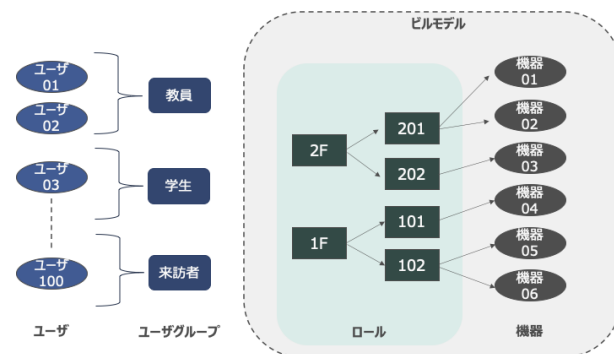 ビルモデル
ユーザ
01
ユーザ
02
教員
ユーザ
03
学生
ユーザ
100
来訪者
ユーザ
ユーザグループ
2F
201
202
1F
101
102
ロール
機器
01
機器
02
機器
03
機器
04
機器
05
機器
06
機器